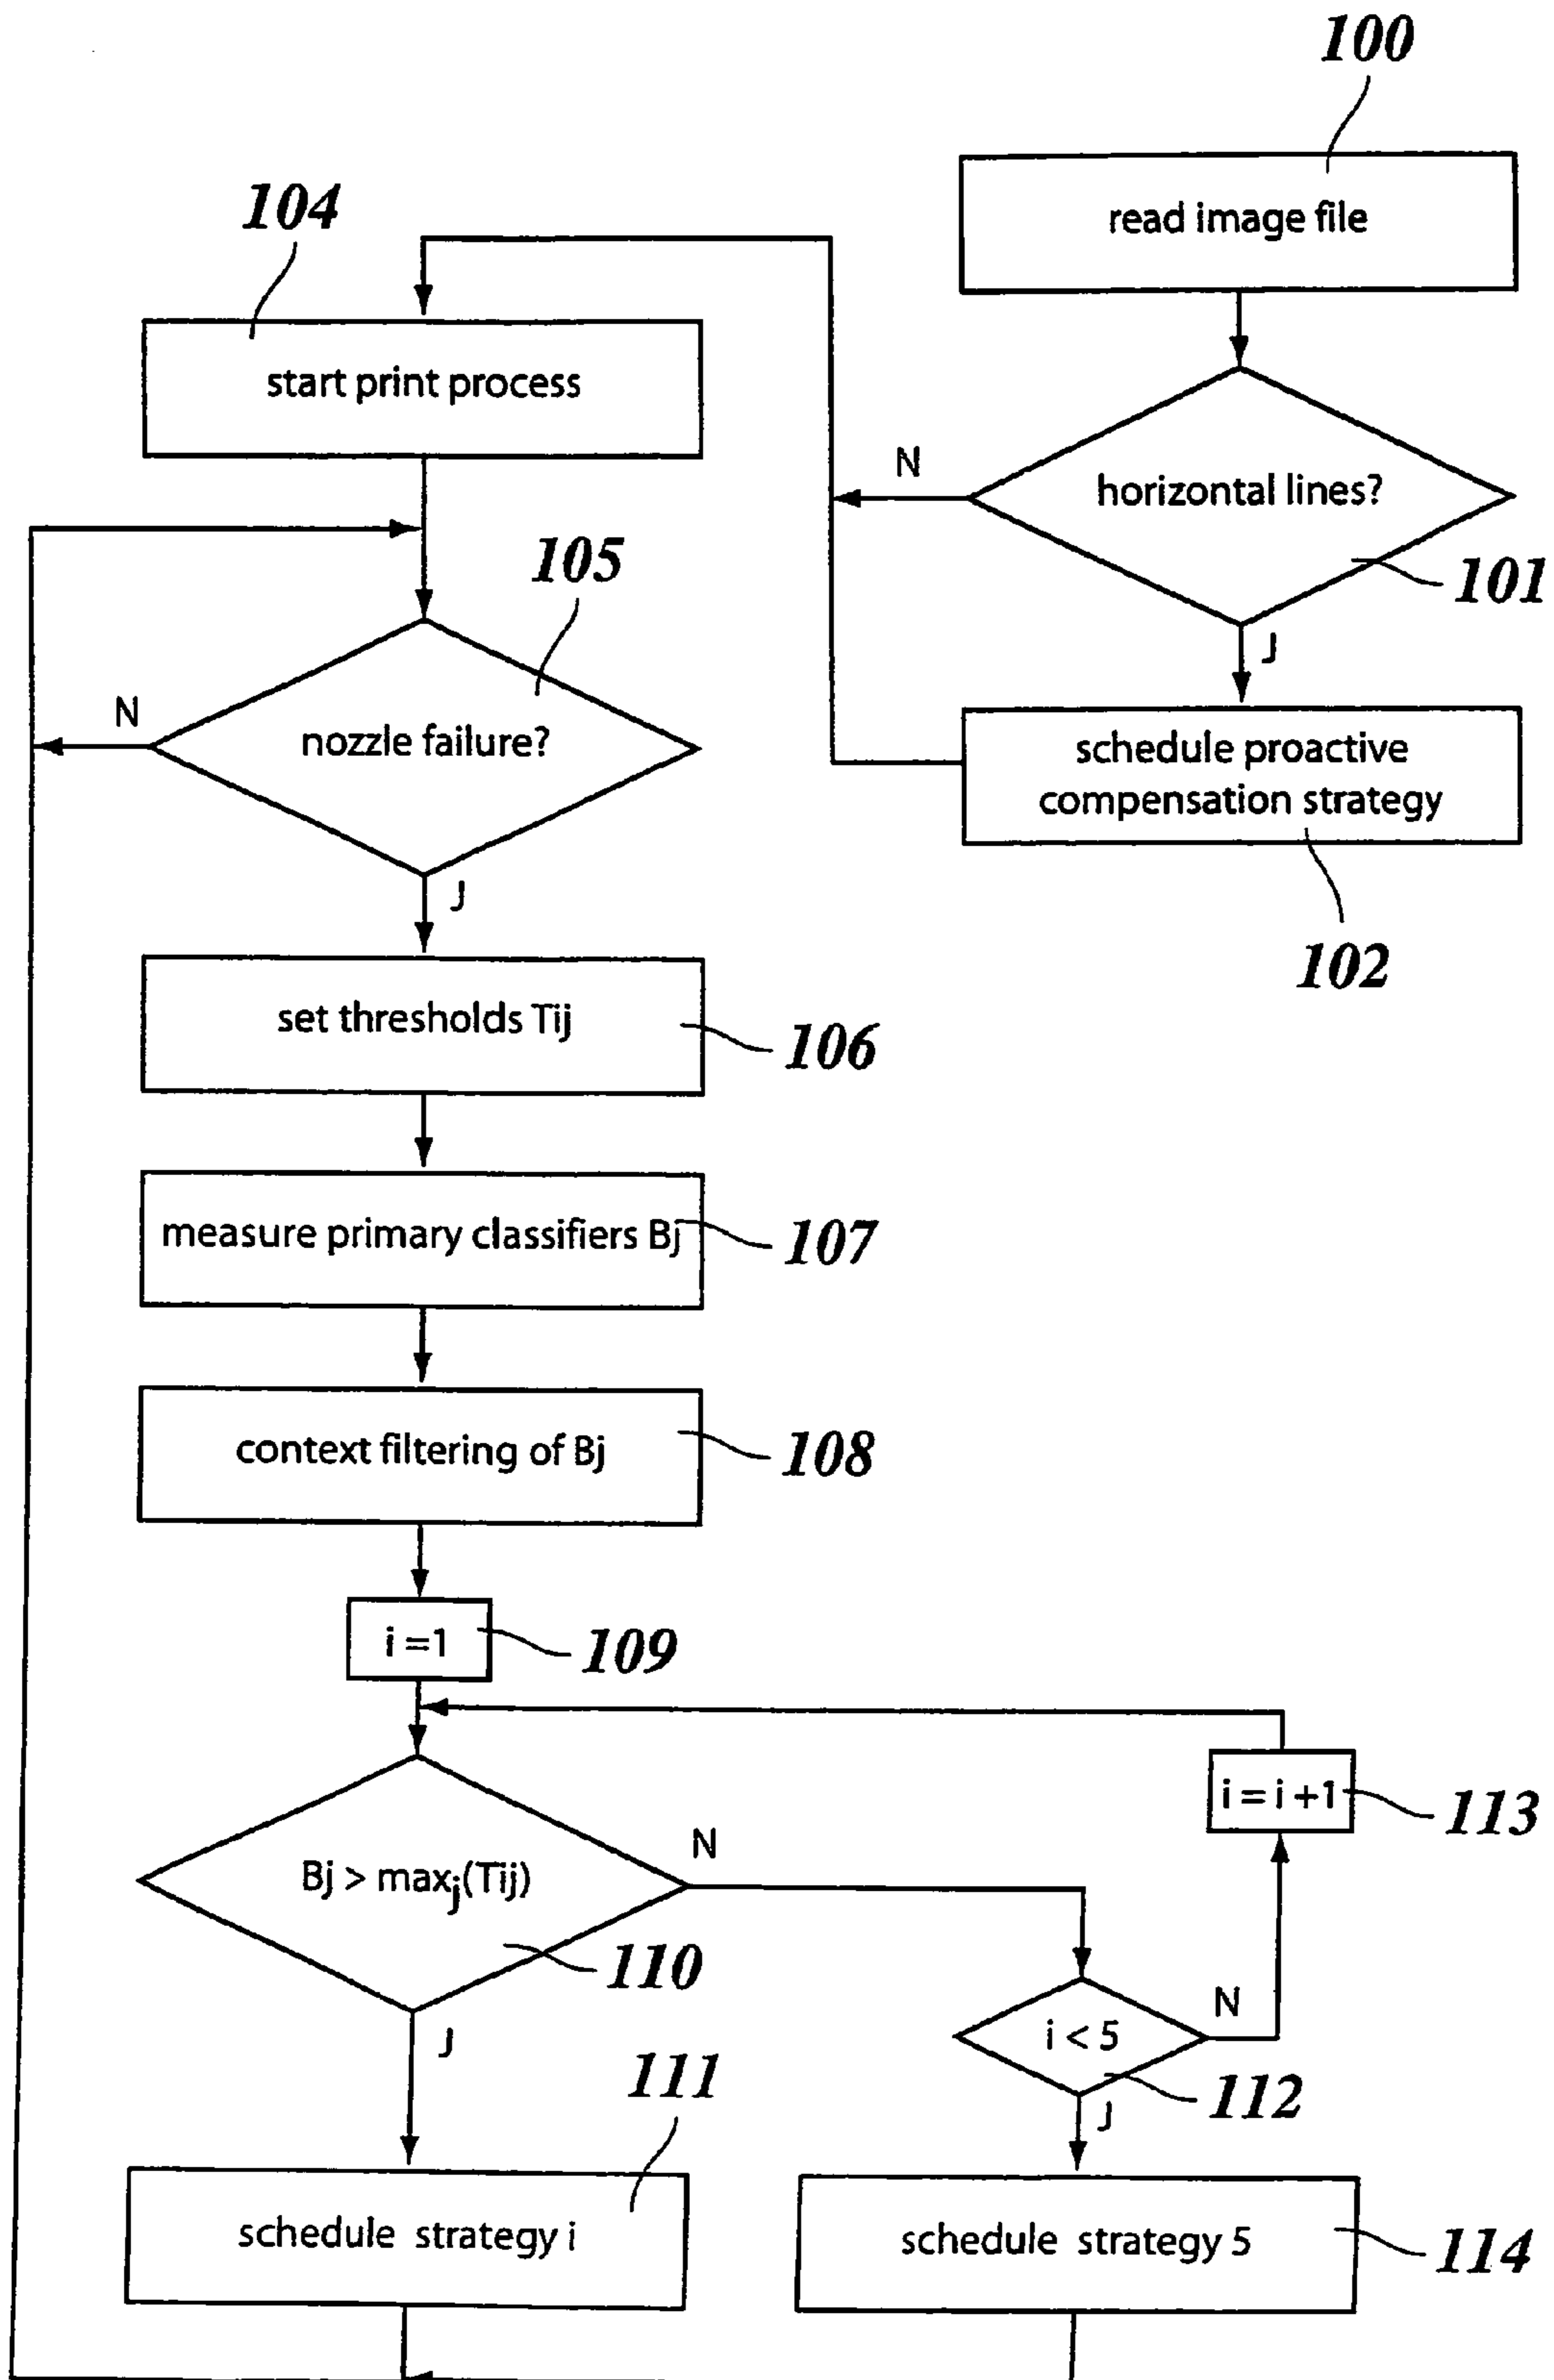 100
read image file
horizontal lines?
101
N
J
schedule proactive
compensation strategy
102
104
start print process
105
nozzle failure?
N
J
set thresholds Tij
106
measure primary classifiers Bj
107
context filtering of Bj
108
i =1
109
Bj > maxj(Tij)
110
N
J
i < 5
112
N
J
i = i +1
113
111
schedule strategy i
schedule strategy 5
114